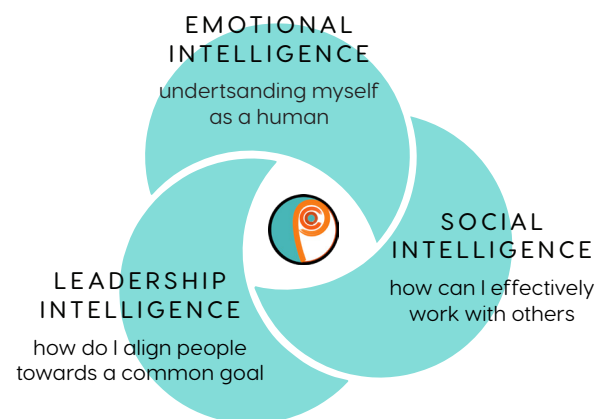 EMOTIONAL
INTELLIGENCE
undertsanding myself
as a human
SOCIAL
INTELLIGENCE
how can I effectively
work with others
LEADERSHIP
INTELLIGENCE
how do I align people
towards a common goal